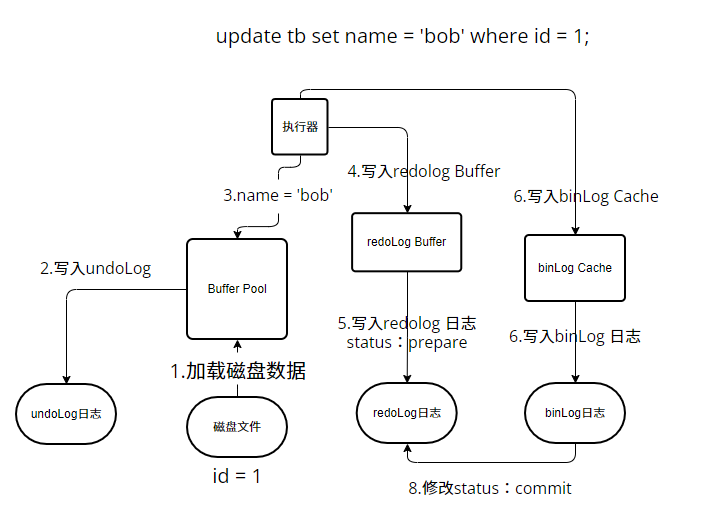 update tb set name = 'bob' where id = 1;
执行器
4.写入redolog Buffer
3.name = 'bob'
6.写入binLog Cache
redoLog Buffer
binLog Cache
2.写入undoLog
Buffer Pool
5.写入redolog 日志
status：prepare
6.写入binLog 日志
1.加载磁盘数据
undoLog日志
磁盘文件
redoLog日志
binLog日志
id = 1
8.修改status：commit